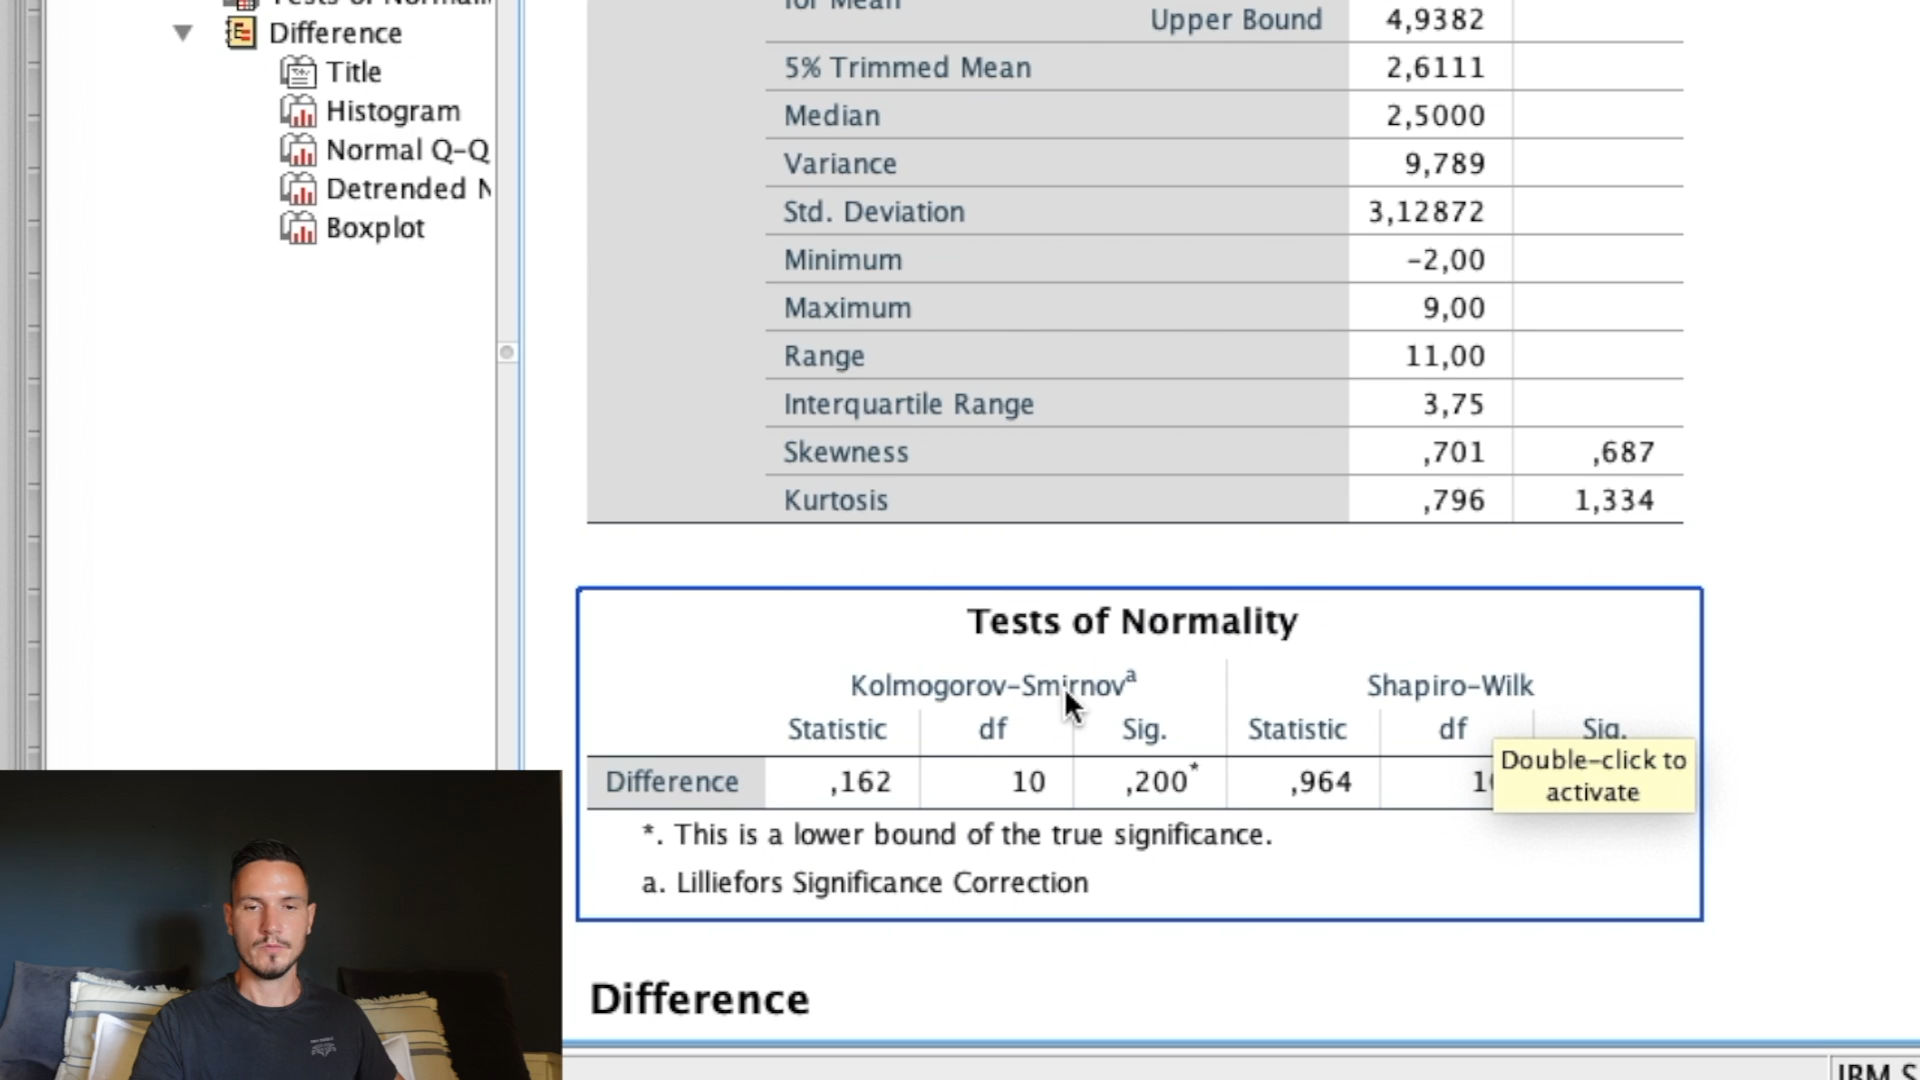 Difference
Title
Histogram
Normal Q-Q
Detrended N
Boxplot
for Mean
Upper Bound 4,9382
5% Trimmed Mean 2,6111
Median 2,5000
Variance 9,789
Std. Deviation 3,12872
Minimum -2,00
Maximum 9,00
Range 11,00
Interquartile Range 3,75
Skewness ,701 ,687
Kurtosis ,796 1,334
Tests of Normality
Kolmogorov-Smirnovª Shapiro-Wilk
Statistic df Sig. Statistic df Sig.
Difference ,162 10 ,200* ,964
Double-click to
activate
*. This is a lower bound of the true significance.
a. Lilliefors Significance Correction
Difference
IBM S